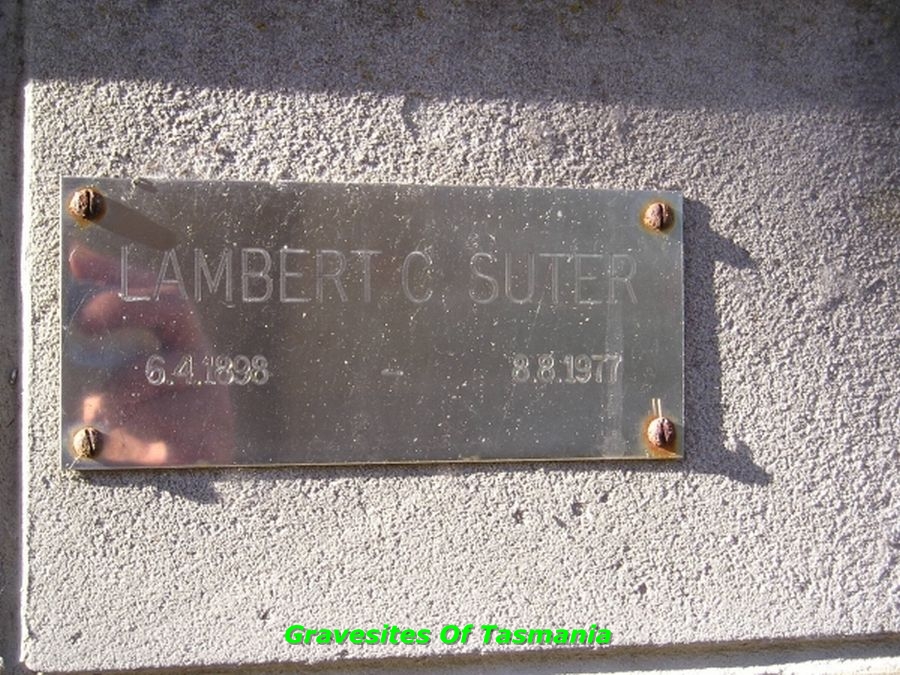 LAMBERT C SUTER
6.4.1898 – 8.8.1977
Gravesites Of Tasmania